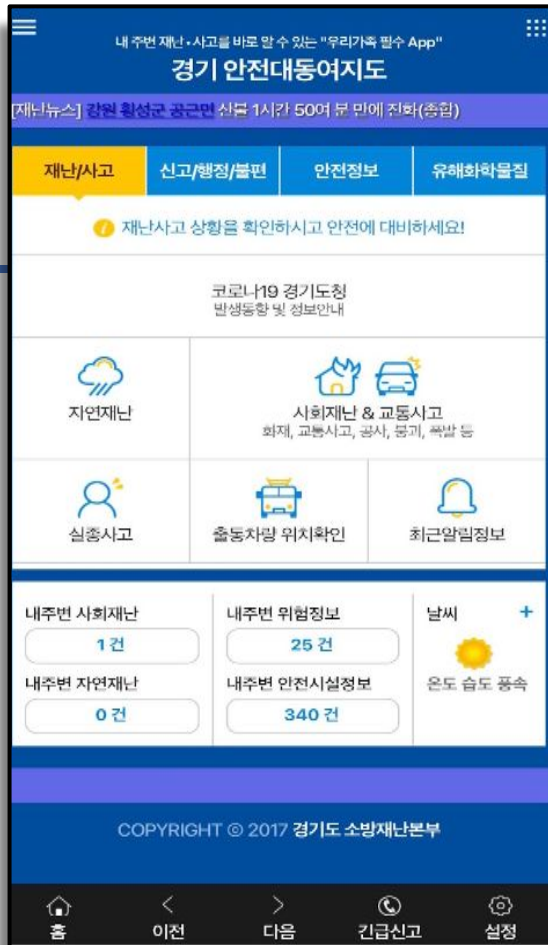 내 주변 재난•사고를 바로 알 수 있는 "우리가족 필수 App"
경기 안전대동여지도
[재난뉴스] 강원 횡성군 공근면 산불 1시간 50여 분 만에 진화(종합)
재난/사고 신고/행정/불편 안전정보 유해화학물질
재난사고 상황을 확인하시고 안전에 대비하세요!
코로나19 경기도청
발생동향 및 정보안내
자연재난
사회재난 & 교통사고
화재, 교통사고, 공사, 붕괴, 폭발 등
실종사고 출동차량 위치확인 최근알림정보
내주변 사회재난 내주변 위험정보 날씨 +
1 건 25 건
내주변 자연재난 내주변 안전시설정보 온도 습도 풍속
0 건 340 건
COPYRIGHT © 2017 경기도 소방재난본부
홈 이전 다음 긴급신고 설정